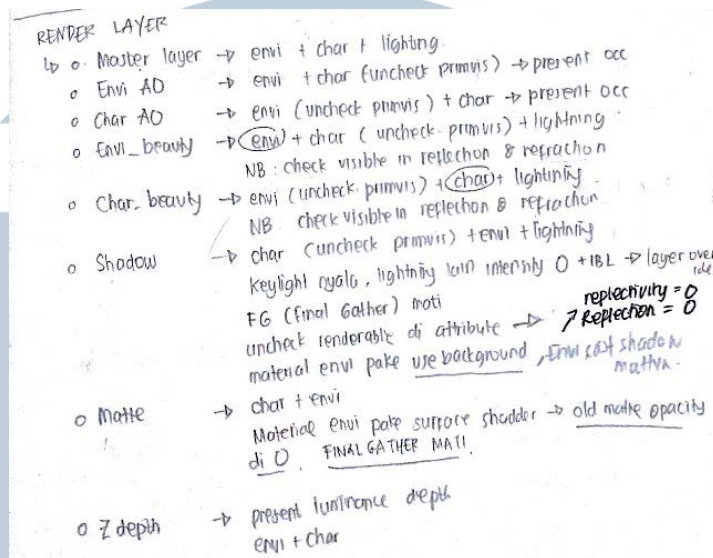 RENDER LAYER
↳ o Master layer → envi + char + lighting.
o Envi AO → envi + char (uncheck primvis) → present occ
o Char AO → envi (uncheck primvis) + char → present occ
o Envi_beauty → envi + char (uncheck primvis) + lightning :
NB : check visible in reflection & refraction
o Char_beauty → envi (uncheck primvis) + char + lightining.
NB check visible in reflection & refraction
o Shadow → char (uncheck primvis) + envi + lightning
Keylight nyala, lightning lain intensity 0 + IBL → layer over ide
FG (Final Gather) mati
uncheck renderable di attribute → replectivity = 0
↗ Replection = 0
material envi pake use background, Envi cast shadow
o Matte → char + envi
Material envi pake surface shadder → old matte opacity
di 0. FINAL GATHER MATI.
o Z depth → present luminance depth
envi + char